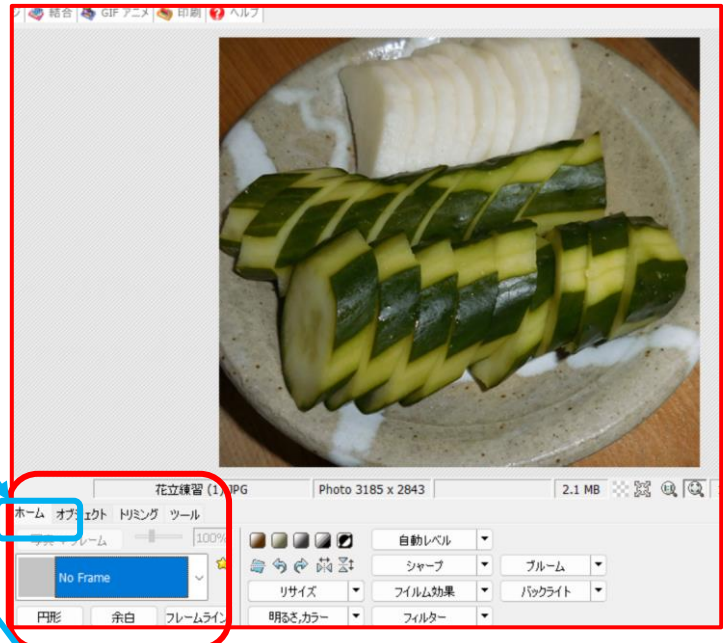 結合 GIF アニメ 印刷 ヘルプ
花立練習 (1).JPG Photo 3185 x 2843 2.1 MB
ホーム オブジェクト トリミング ツール
100% 自動レベル
No Frame シャープ ブルーム
リサイズ フイルム効果 バックライト
円形 余白 フレームライン 明るさ,カラー フィルター